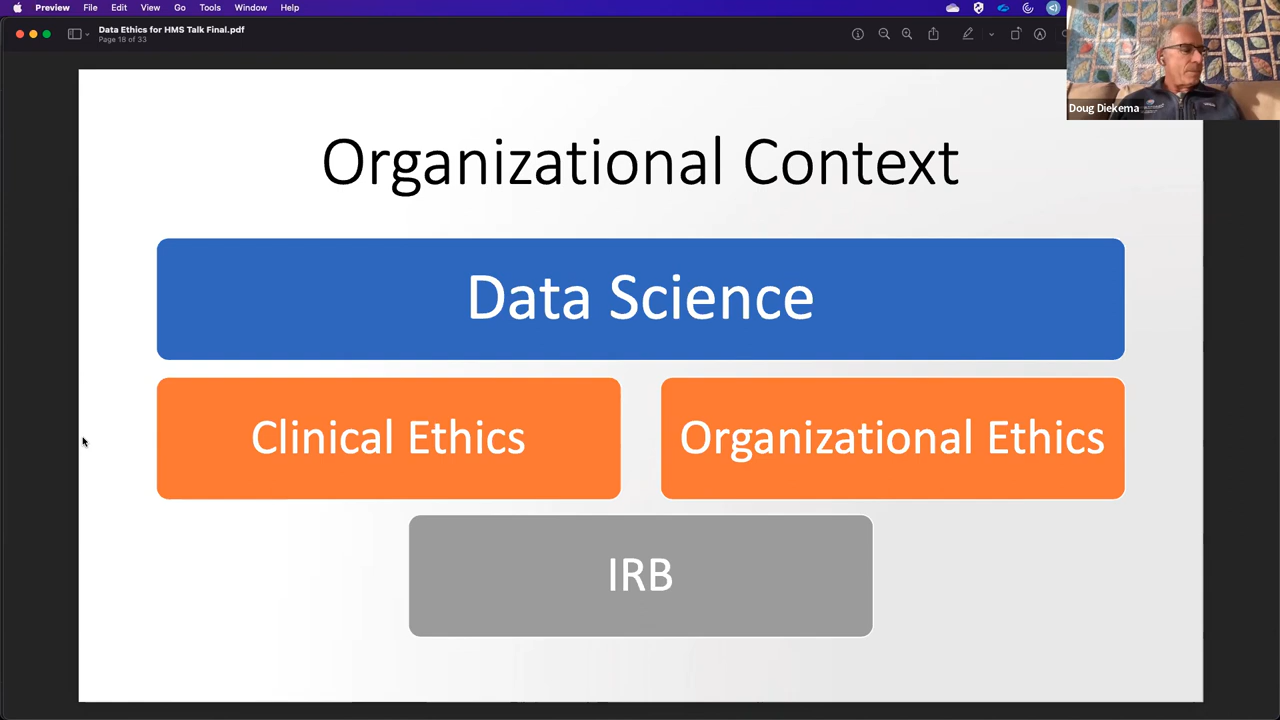 Preview File Edit View Go Tools Window Help
Data Ethics for HMS Talk Final.pdf
Page 18 of 33
Doug Diekema
Organizational Context
Data Science
Clinical Ethics
Organizational Ethics
IRB